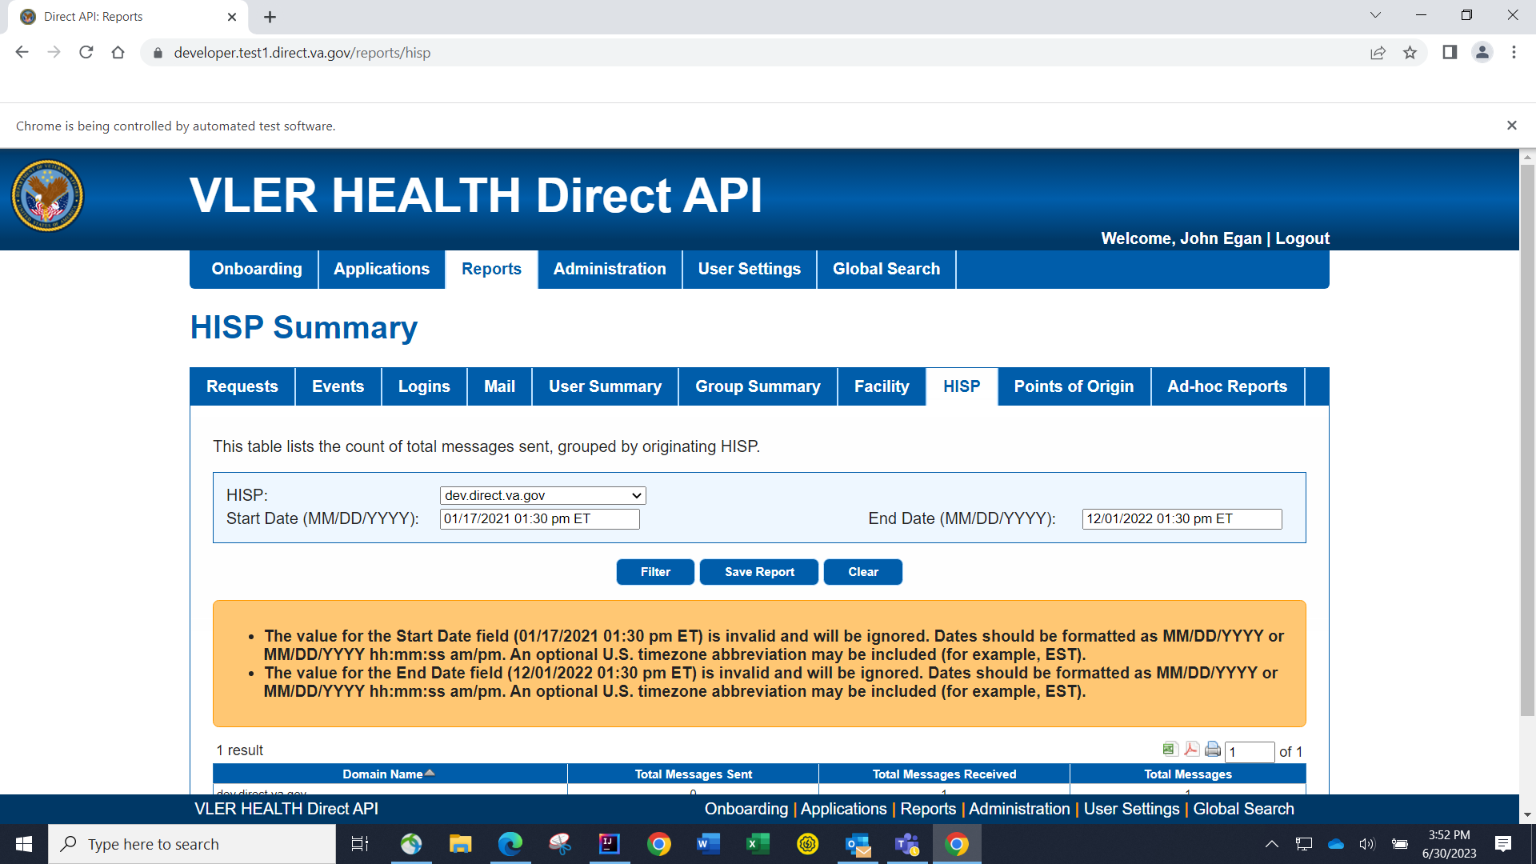 Direct API: Reports
developer.test1.direct.va.gov/reports/hisp
Chrome is being controlled by automated test software.
VLER HEALTH Direct API
Welcome, John Egan | Logout
Onboarding Applications Reports Administration User Settings Global Search
HISP Summary
Requests Events Logins Mail User Summary Group Summary Facility HISP Points of Origin Ad-hoc Reports
This table lists the count of total messages sent, grouped by originating HISP.
HISP: dev.direct.va.gov
Start Date (MM/DD/YYYY): 01/17/2021 01:30 pm ET End Date (MM/DD/YYYY): 12/01/2022 01:30 pm ET
Filter Save Report Clear
• The value for the Start Date field (01/17/2021 01:30 pm ET) is invalid and will be ignored. Dates should be formatted as MM/DD/YYYY or
MM/DD/YYYY hh:mm:ss am/pm. An optional U.S. timezone abbreviation may be included (for example, EST).
• The value for the End Date field (12/01/2022 01:30 pm ET) is invalid and will be ignored. Dates should be formatted as MM/DD/YYYY or
MM/DD/YYYY hh:mm:ss am/pm. An optional U.S. timezone abbreviation may be included (for example, EST).
1 result 1 of 1
Domain Name Total Messages Sent Total Messages Received Total Messages
dev.direct.va.gov 0 1 1
VLER HEALTH Direct API Onboarding | Applications | Reports | Administration | User Settings | Global Search
Type here to search
3:52 PM
6/30/2023